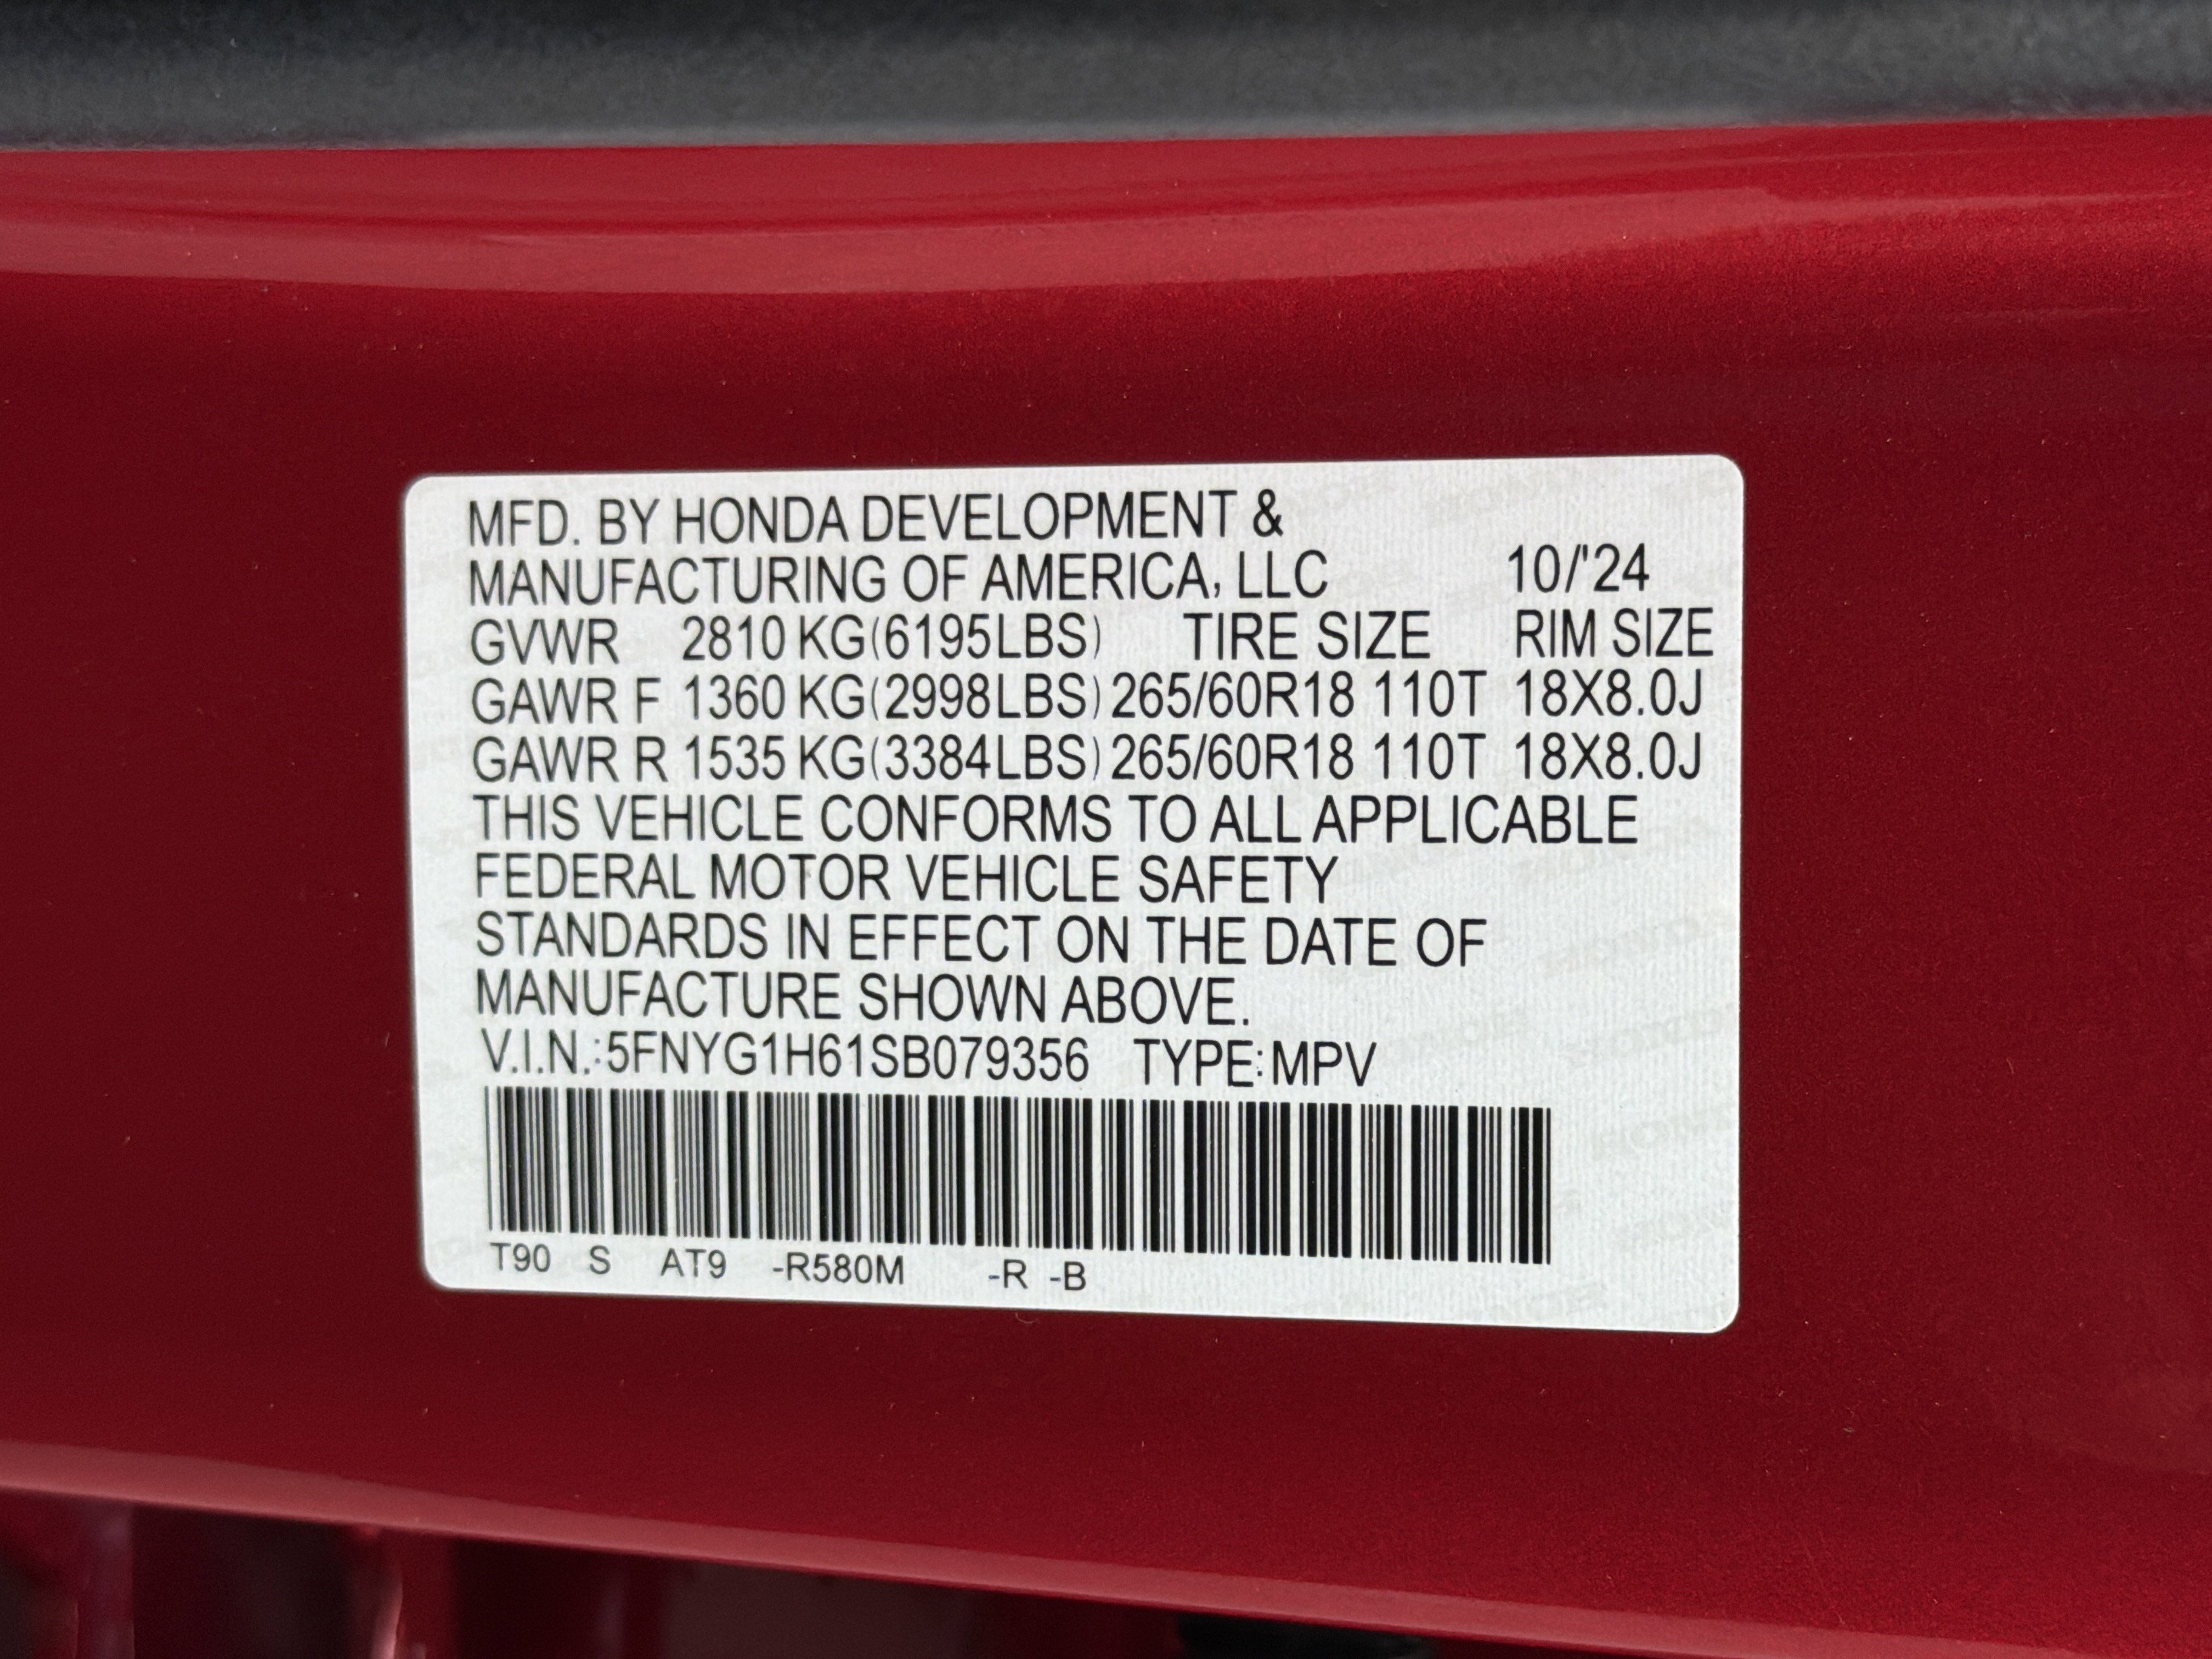 MFD. BY HONDA DEVELOPMENT &
MANUFACTURING OF AMERICA, LLC 10/'24
GVWR 2810 KG(6195LBS) TIRE SIZE RIM SIZE
GAWR F 1360 KG(2998LBS) 265/60R18 110T 18X8.0J
GAWR R 1535 KG(3384LBS) 265/60R18 110T 18X8.0J
THIS VEHICLE CONFORMS TO ALL APPLICABLE
FEDERAL MOTOR VEHICLE SAFETY
STANDARDS IN EFFECT ON THE DATE OF
MANUFACTURE SHOWN ABOVE.
V.I.N.:5FNYG1H61SB079356 TYPE:MPV
T90 S AT9 -R580M -R -B